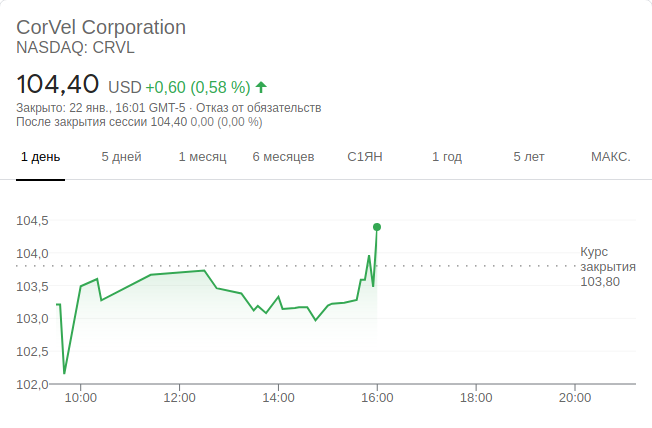 CorVel Corporation
NASDAQ: CRVL
104,40 USD +0,60 (0,58 %)
Закрыто: 22 янв., 16:01 GMT-5 · Отказ от обязательств
После закрытия сессии 104,40 0,00 (0,00 %)
1 день 5 дней 1 месяц 6 месяцев С1ЯН 1 год 5 лет МАКС.
104,5
104,0
103,5
103,0
102,5
102,0
Курс
закрытия
103,80
10:00 12:00 14:00 16:00 18:00 20:00